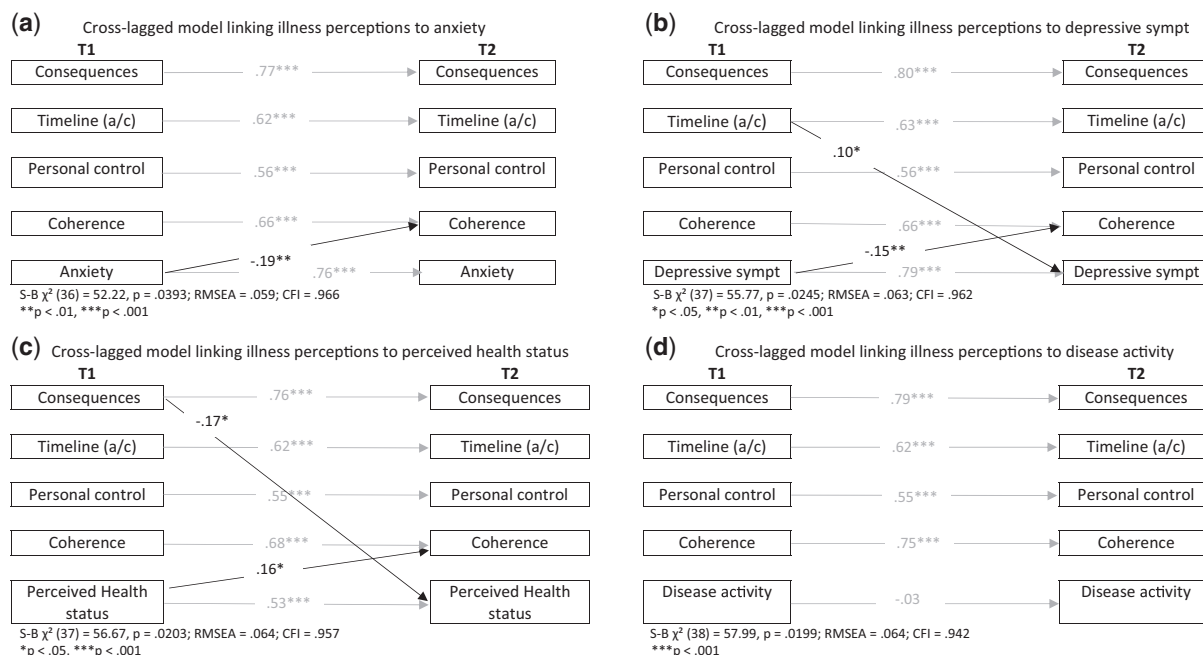 (a) Cross-lagged model linking illness perceptions to anxiety
T1 T2
Consequences .77*** Consequences
Timeline (a/c) .62*** Timeline (a/c)
Personal control .56*** Personal control
Coherence .66*** Coherence
-.19**
Anxiety .76*** Anxiety
S-B χ² (36) = 52.22, p = .0393; RMSEA = .059; CFI = .966
**p < .01, ***p < .001
(b) Cross-lagged model linking illness perceptions to depressive sympt
T1 T2
Consequences .80*** Consequences
Timeline (a/c) .63*** Timeline (a/c)
.10*
Personal control .56*** Personal control
Coherence .66*** Coherence
-.15**
Depressive sympt .79*** Depressive sympt
S-B χ² (37) = 55.77, p = .0245; RMSEA = .063; CFI = .962
*p < .05, **p < .01, ***p < .001
(c) Cross-lagged model linking illness perceptions to perceived health status
T1 T2
Consequences .76*** Consequences
-.17*
Timeline (a/c) .62*** Timeline (a/c)
Personal control .55*** Personal control
Coherence .68*** Coherence
.16*
Perceived Health Perceived Health
status .53*** status
S-B χ² (37) = 56.67, p = .0203; RMSEA = .064; CFI = .957
*p < .05, ***p < .001
(d) Cross-lagged model linking illness perceptions to disease activity
T1 T2
Consequences .79*** Consequences
Timeline (a/c) .62*** Timeline (a/c)
Personal control .55*** Personal control
Coherence .75*** Coherence
Disease activity -.03 Disease activity
S-B χ² (38) = 57.99, p = .0199; RMSEA = .064; CFI = .942
***p < .001